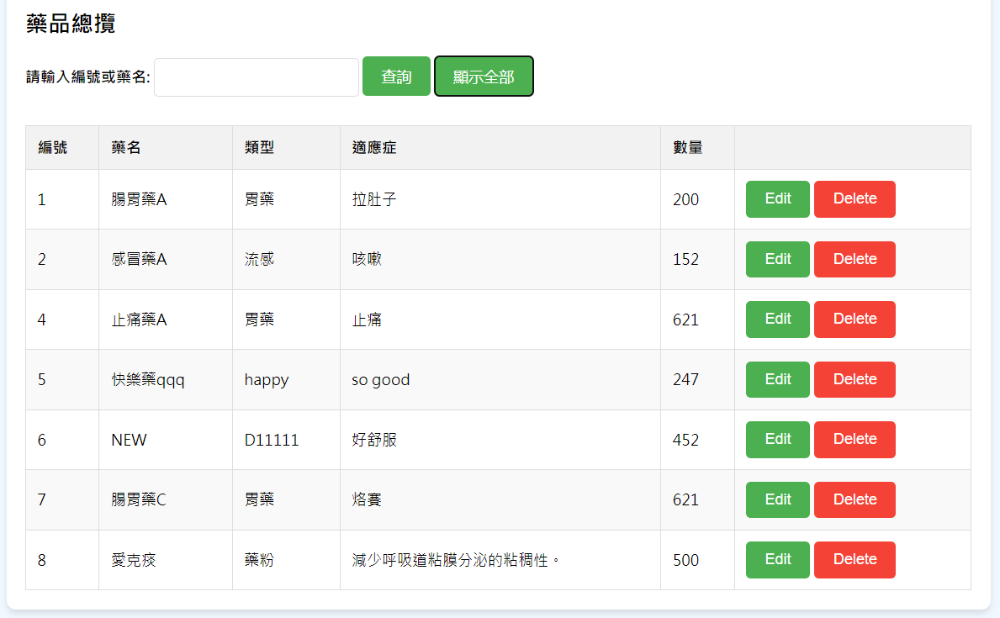 藥品總攬
請輸入編號或藥名: 查詢 顯示全部
編號 藥名 類型 適應症 數量
1 腸胃藥A 胃藥 拉肚子 200 Edit Delete
2 感冒藥A 流感 咳嗽 152 Edit Delete
4 止痛藥A 胃藥 止痛 621 Edit Delete
5 快樂藥qqq happy so good 247 Edit Delete
6 NEW D11111 好舒服 452 Edit Delete
7 腸胃藥C 胃藥 烙賽 621 Edit Delete
8 愛克痰 藥粉 減少呼吸道粘膜分泌的粘稠性。 500 Edit Delete